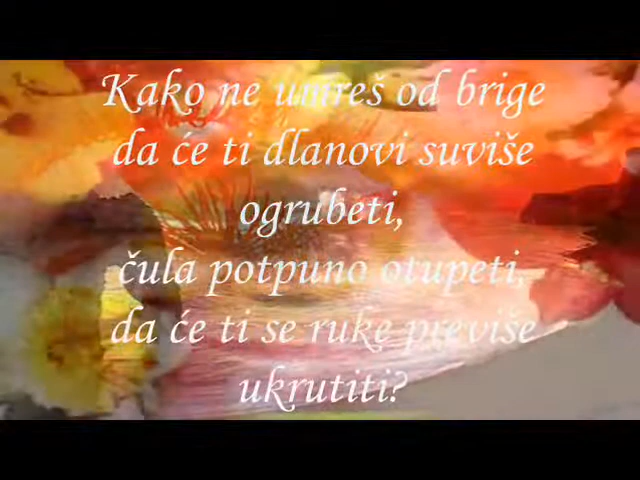 Kako ne umreš od brige
da će ti dlanovi suviše
ogrubeti,
čula potpuno otupeti,
da će ti se ruke previše
ukrutiti?